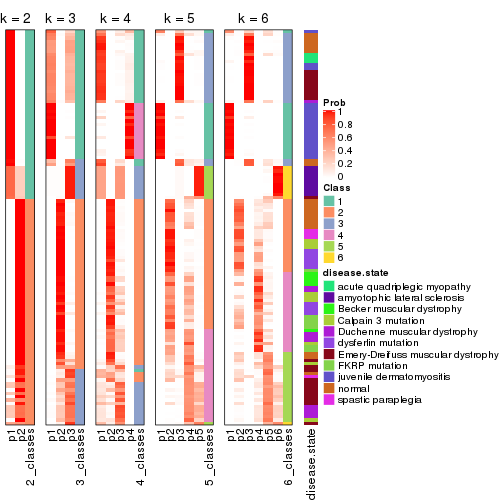 k = 2 k = 3 k = 4 k = 5 k = 6
Prob
1
0.8
0.6
0.4
0.2
0
Class
1
2
3
4
5
6
disease.state
acute quadriplegic myopathy
amyotophic lateral sclerosis
Becker muscular dystrophy
Calpain 3 mutation
Duchenne muscular dystrophy
dysferlin mutation
Emery-Dreifuss muscular dystrophy
FKRP mutation
juvenile dermatomyositis
normal
spastic paraplegia
p1 p2 2_classes p1 p2 p3 3_classes p1 p2 p3 p4 4_classes p1 p2 p3 p4 p5 5_classes p1 p2 p3 p4 p5 p6 6_classes disease.state